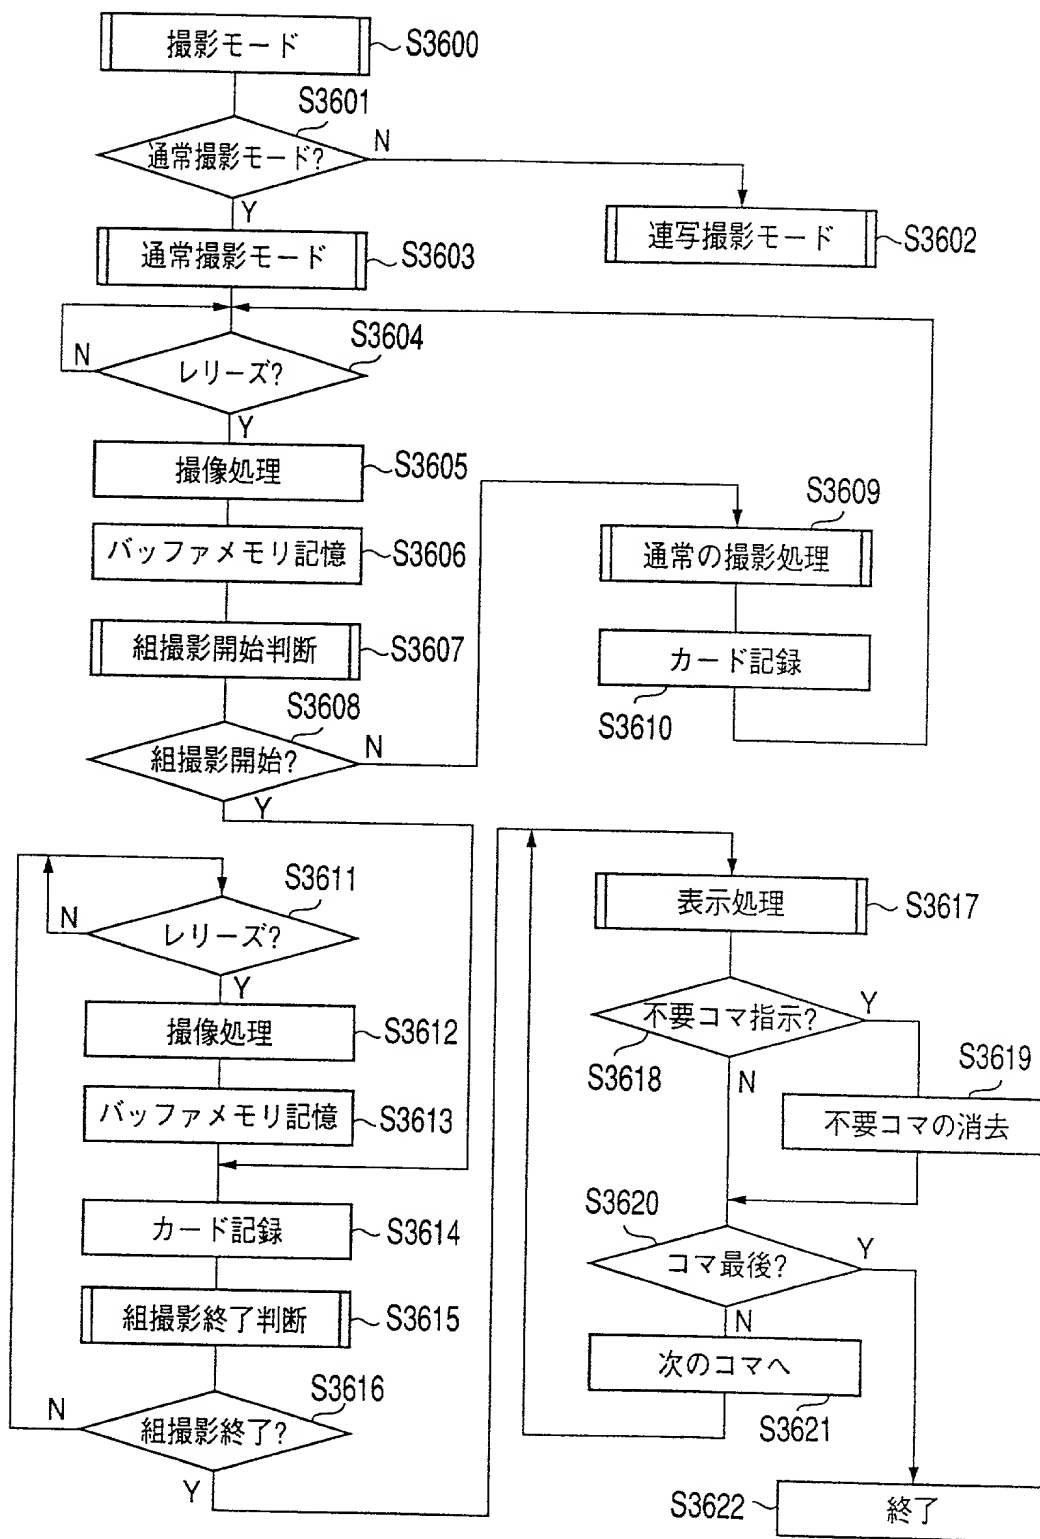 撮影モード
S3600
S3601
通常撮影モード?
N
Y
連写撮影モード
S3602
通常撮影モード
S3603
S3604
レリーズ?
N
Y
撮像処理
S3605
バッファメモリ記憶
S3606
組撮影開始判断
S3607
S3608
組撮影開始?
N
Y
S3609
通常の撮影処理
カード記録
S3610
S3611
レリーズ?
N
Y
撮像処理
S3612
バッファメモリ記憶
S3613
カード記録
S3614
組撮影終了判断
S3615
S3616
組撮影終了?
N
Y
表示処理
S3617
不要コマ指示?
Y
S3618
N
S3619
不要コマの消去
S3620
コマ最後?
Y
N
次のコマへ
S3621
S3622
終了